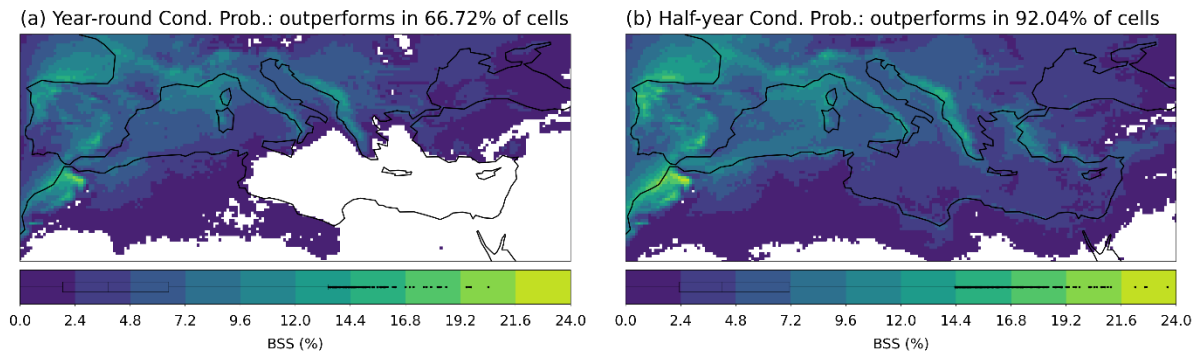 (a) Year-round Cond. Prob.: outperforms in 66.72% of cells
(b) Half-year Cond. Prob.: outperforms in 92.04% of cells
0.0 2.4 4.8 7.2 9.6 12.0 14.4 16.8 19.2 21.6 24.0
BSS (%)
0.0 2.4 4.8 7.2 9.6 12.0 14.4 16.8 19.2 21.6 24.0
BSS (%)